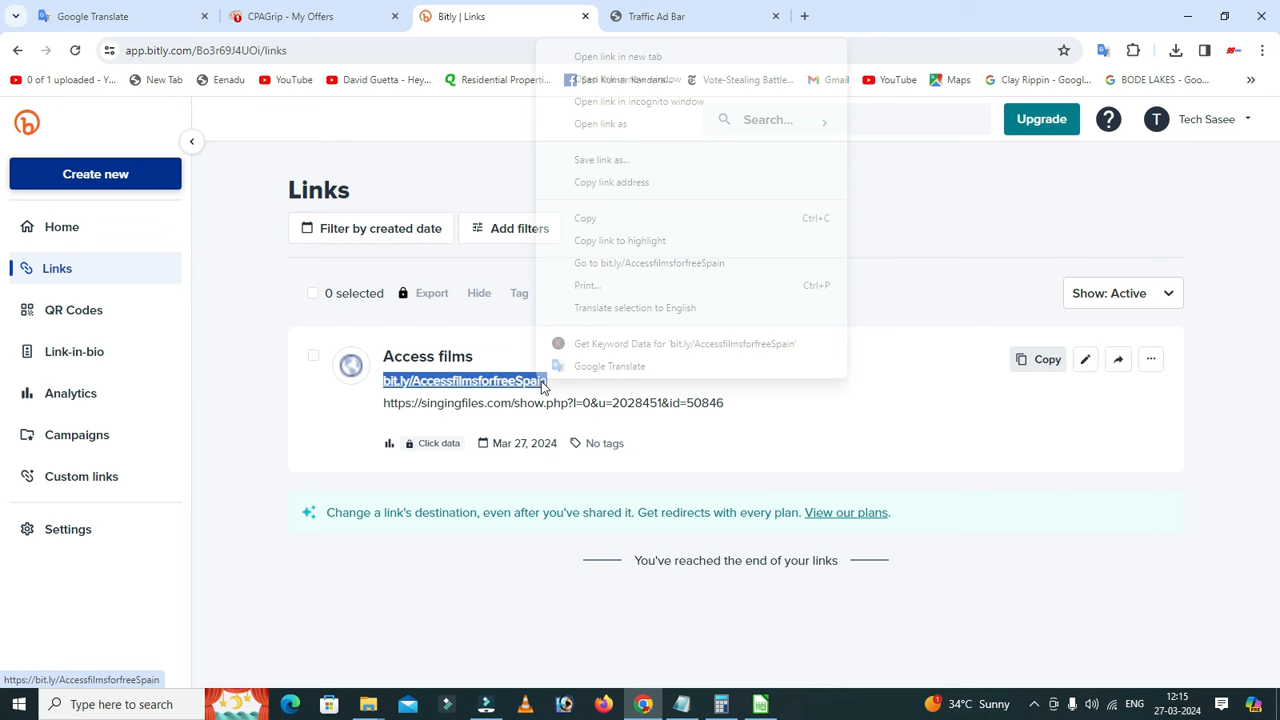 Google Translate
CPAGrip - My Offers
Bitly | Links
Traffic Ad Bar
app.bitly.com/Bo3r69J4UOi/links
0 of 1 uploaded - Y...
New Tab
Eenadu
YouTube
David Guetta - Hey...
Residential Properti...
Vote-Stealing Battle...
Gmail
YouTube
Maps
Clay Rippin - Googl...
BODE LAKES - Goo...
Open link in new tab
Open link in incognito window
Open link as
Save link as...
Copy link address
Copy Ctrl+C
Copy link to highlight
Go to bit.ly/AccessfilmsforfreeSpain
Print... Ctrl+P
Translate selection to English
Get Keyword Data for 'bit.ly/AccessfilmsforfreeSpain'
Google Translate
Search...
Upgrade
?
T
Tech Sasee
Create new
Home
Links
QR Codes
Link-in-bio
Analytics
Campaigns
Custom links
Settings
Links
Filter by created date
Add filters
0 selected
Export
Hide
Tag
Show: Active
Access films
bit.ly/AccessfilmsforfreeSpain
https://singingfiles.com/show.php?l=0&u=2028451&id=50846
Click data
Mar 27, 2024
No tags
Copy
Change a link's destination, even after you've shared it. Get redirects with every plan. View our plans.
You've reached the end of your links
https://bit.ly/AccessfilmsforfreeSpain
Type here to search
34°C Sunny
ENG
12:15
27-03-2024